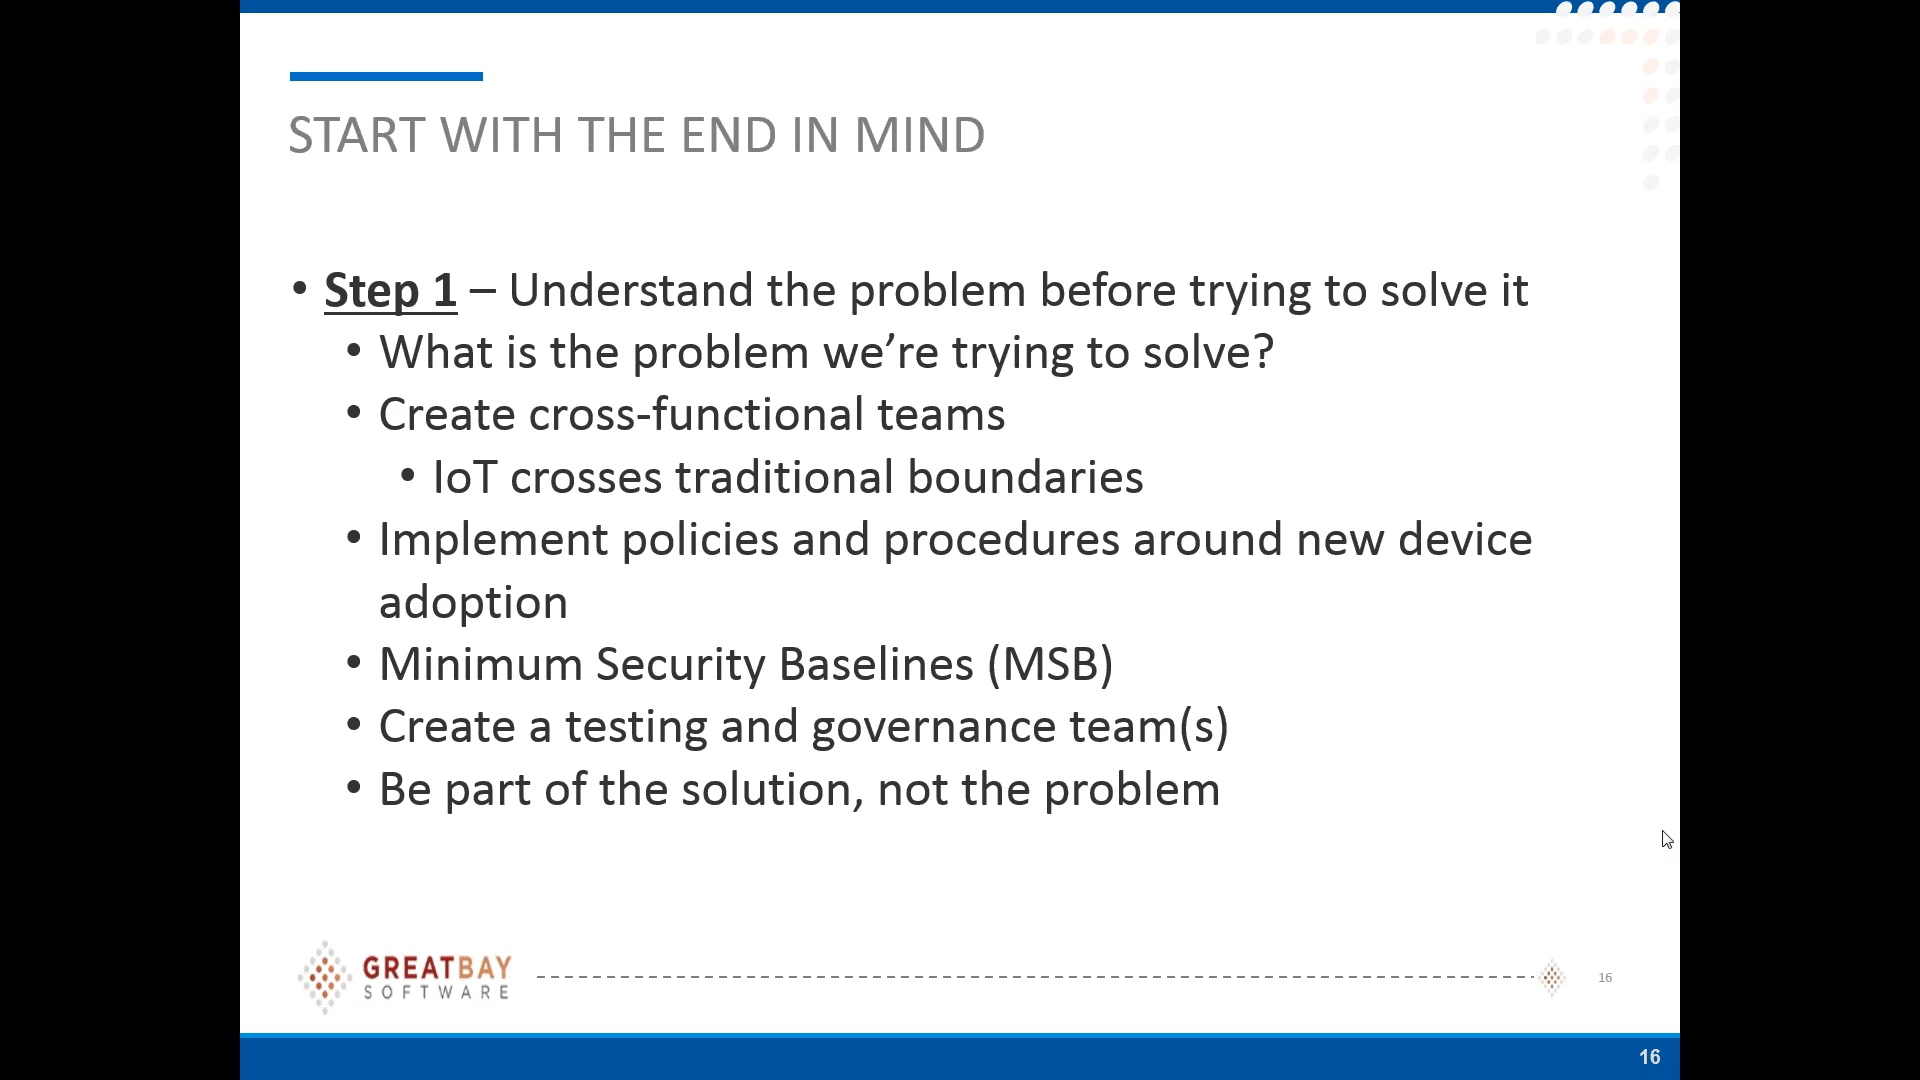 START WITH THE END IN MIND
• Step 1 – Understand the problem before trying to solve it
• What is the problem we’re trying to solve?
• Create cross-functional teams
• IoT crosses traditional boundaries
• Implement policies and procedures around new device
adoption
• Minimum Security Baselines (MSB)
• Create a testing and governance team(s)
• Be part of the solution, not the problem
GREATBAY
SOFTWARE
16
16